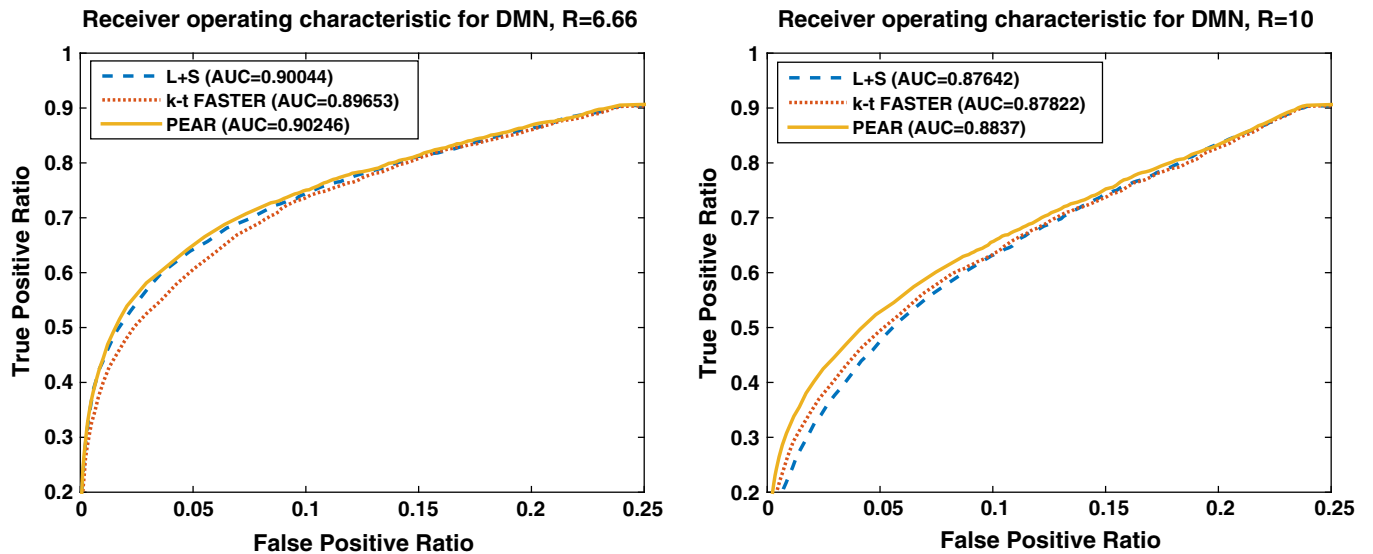 Receiver operating characteristic for DMN, R=6.66
1
0.9
0.8
0.7
0.6
0.5
0.4
0.3
0.2
True Positive Ratio
L+S (AUC=0.90044)
k-t FASTER (AUC=0.89653)
PEAR (AUC=0.90246)
0
0.05
0.1
0.15
0.2
0.25
False Positive Ratio
Receiver operating characteristic for DMN, R=10
1
0.9
0.8
0.7
0.6
0.5
0.4
0.3
0.2
True Positive Ratio
L+S (AUC=0.87642)
k-t FASTER (AUC=0.87822)
PEAR (AUC=0.8837)
0
0.05
0.1
0.15
0.2
0.25
False Positive Ratio